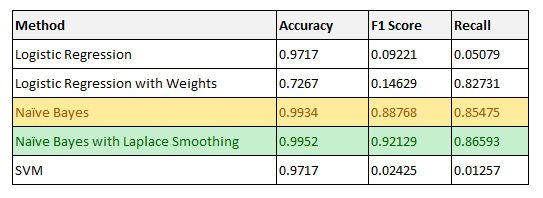 Method Accuracy F1 Score Recall
Logistic Regression 0.9717 0.09221 0.05079
Logistic Regression with Weights 0.7267 0.14629 0.82731
Naïve Bayes 0.9934 0.88768 0.85475
Naïve Bayes with Laplace Smoothing 0.9952 0.92129 0.86593
SVM 0.9717 0.02425 0.01257